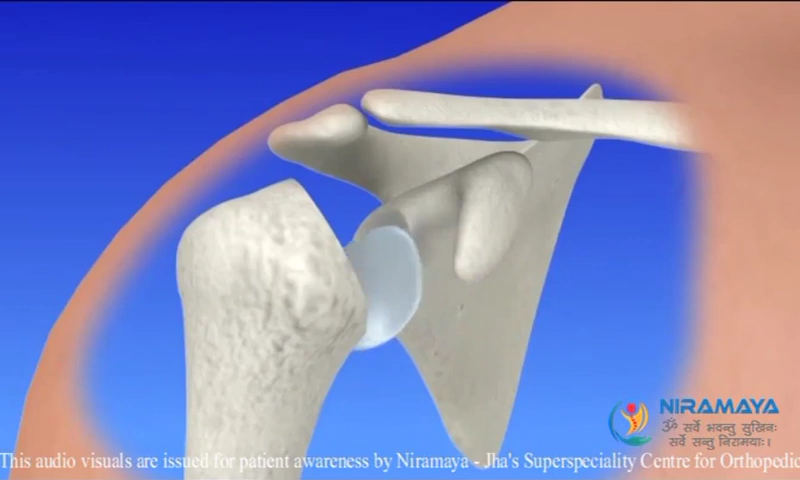 NIRAMAYA
ॐ सर्वे भवन्तु सुखिनः
सर्वे सन्तु निरामयाः।
This audio visuals are issued for patient awareness by Niramaya - Jha's Superspeciality Centre for Orthopedic